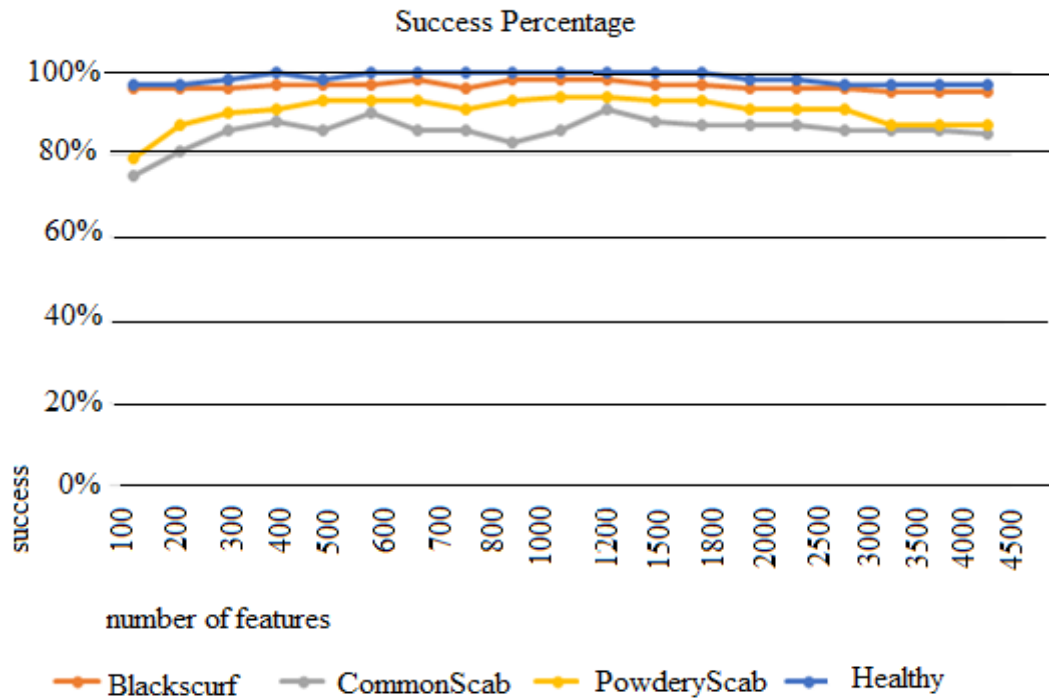 Success Percentage
100%
80%
60%
40%
20%
0%
success
100 200 300 400 500 600 700 800 1000 1200 1500 1800 2000 2500 3000 3500 4000 4500
number of features
Blackscurf CommonScab PowderyScab Healthy